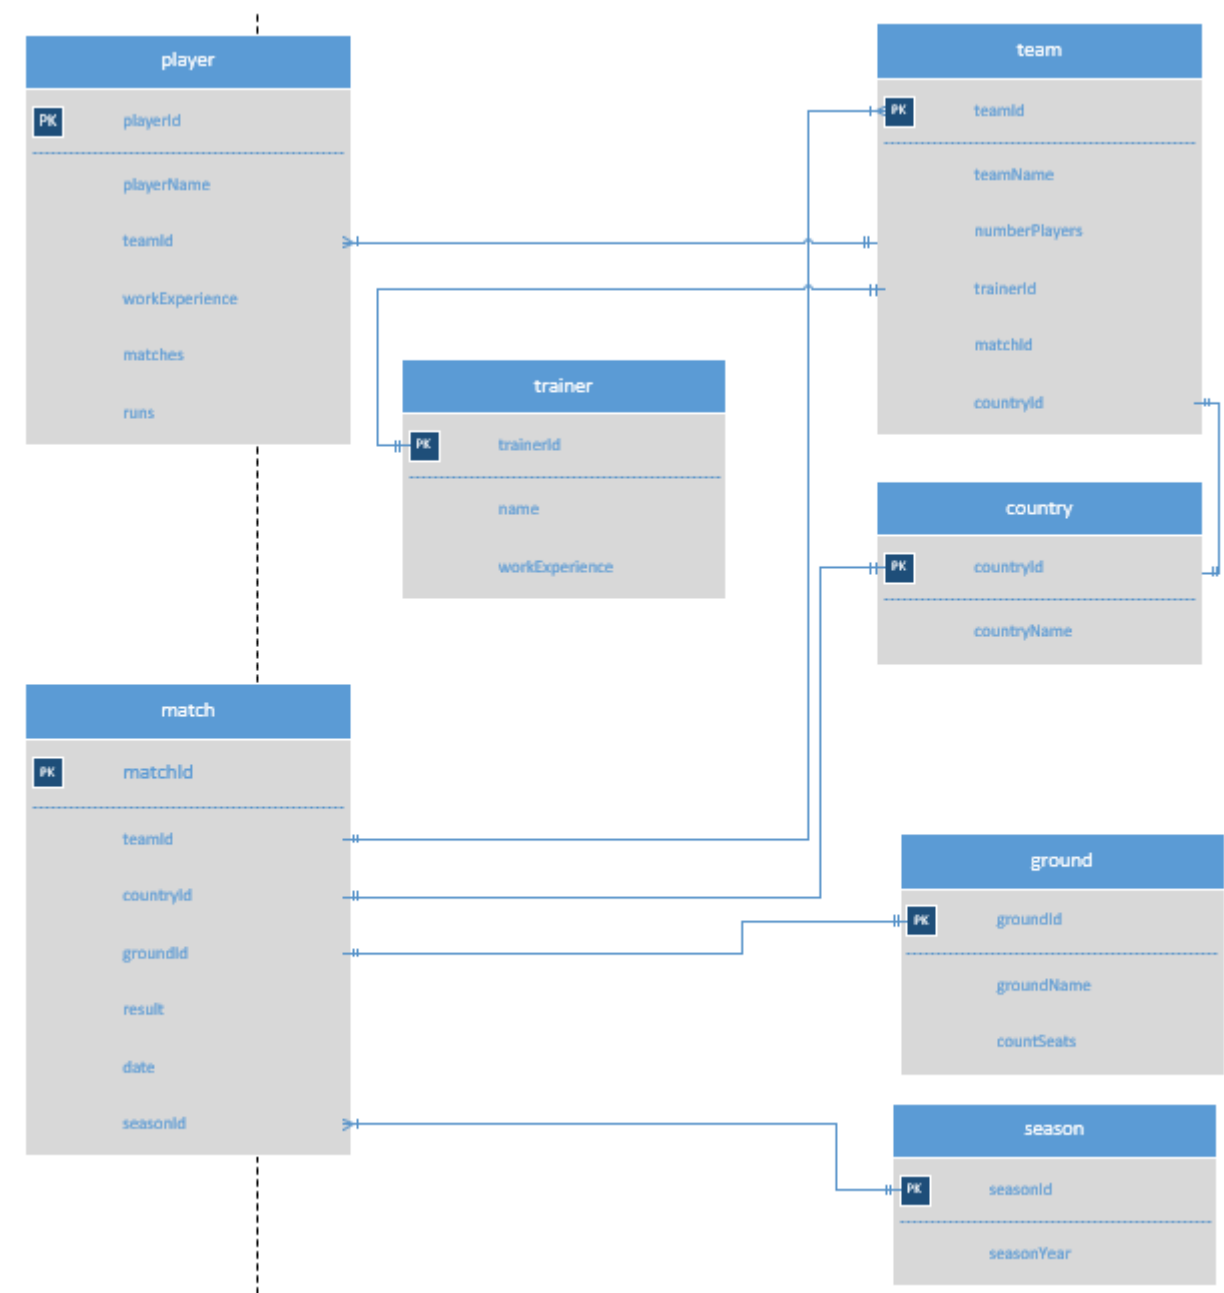 player
PK playerId
playerName
teamId
workExperience
matches
runs
team
PK teamId
teamName
numberPlayers
trainerId
matchId
countryId
trainer
PK trainerId
name
workExperience
country
PK countryId
countryName
match
PK matchId
teamId
countryId
groundId
result
date
seasonId
ground
PK groundId
groundName
countSeats
season
PK seasonId
seasonYear